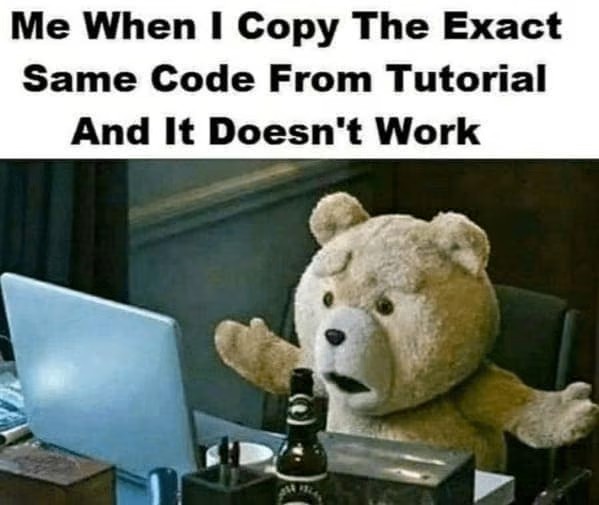 Me When I Copy The Exact
Same Code From Tutorial
And It Doesn't Work